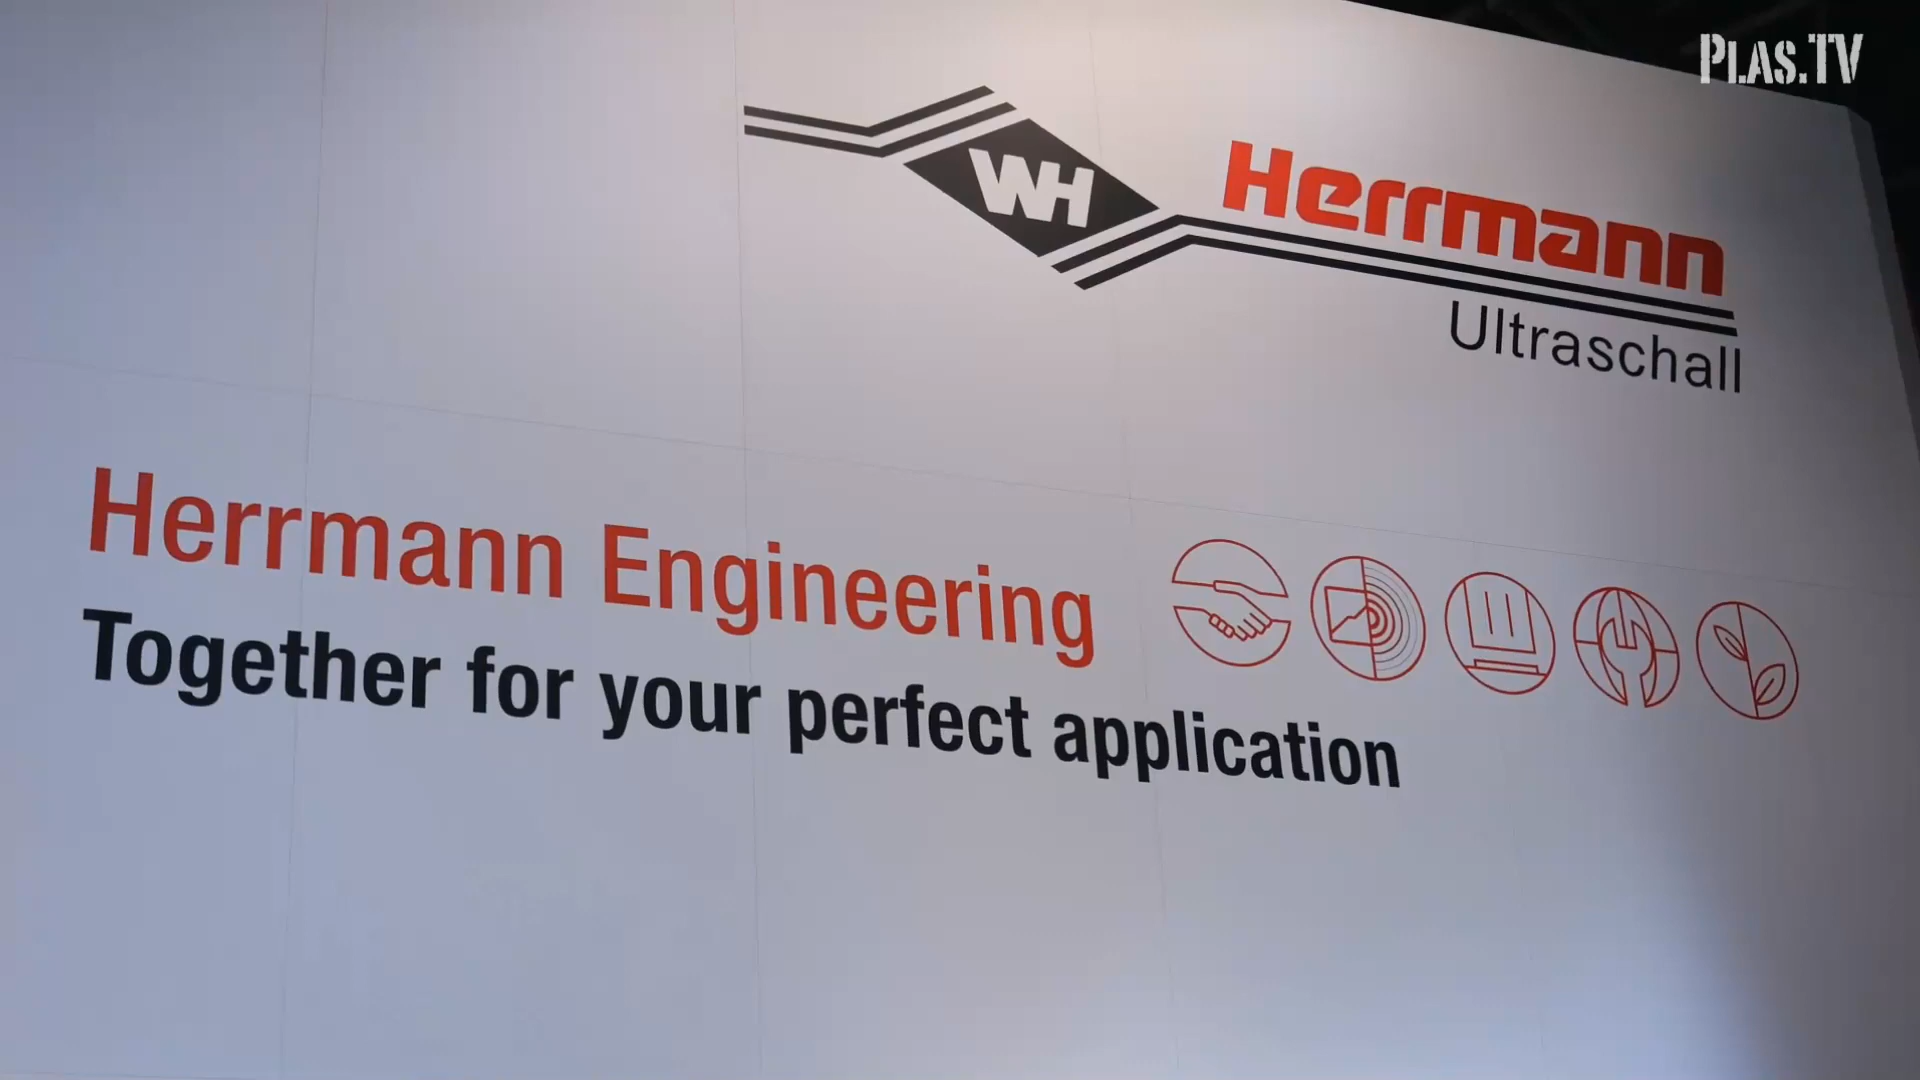 PLAS.TV
WH
Herrmann
Ultraschall
Herrmann Engineering
Together for your perfect application